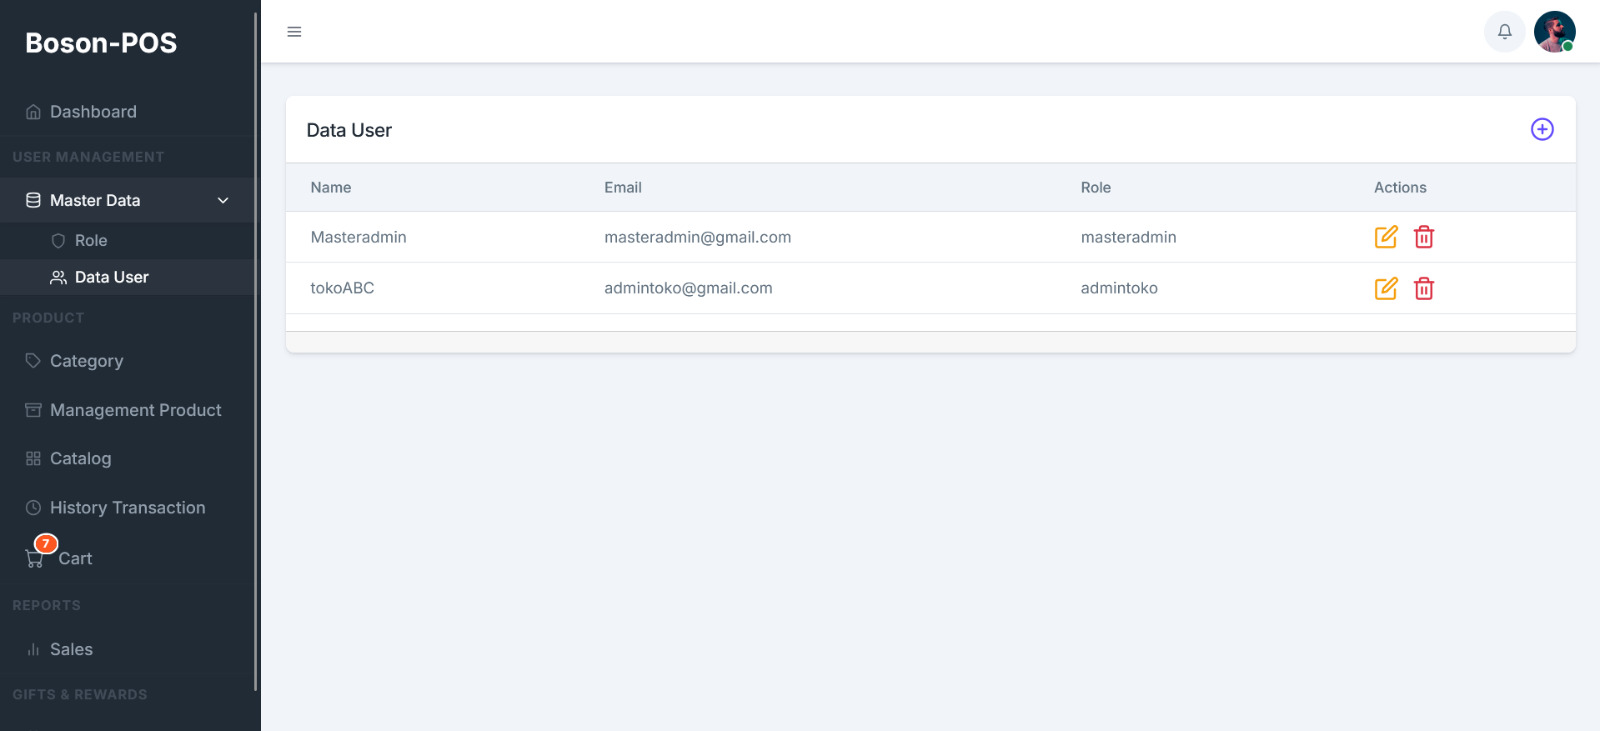 Boson-POS
Dashboard
USER MANAGEMENT
Master Data
Role
Data User
PRODUCT
Category
Management Product
Catalog
History Transaction
7
Cart
REPORTS
Sales
GIFTS & REWARDS
Data User
Name Email Role Actions
Masteradmin masteradmin@gmail.com masteradmin
tokoABC admintoko@gmail.com admintoko